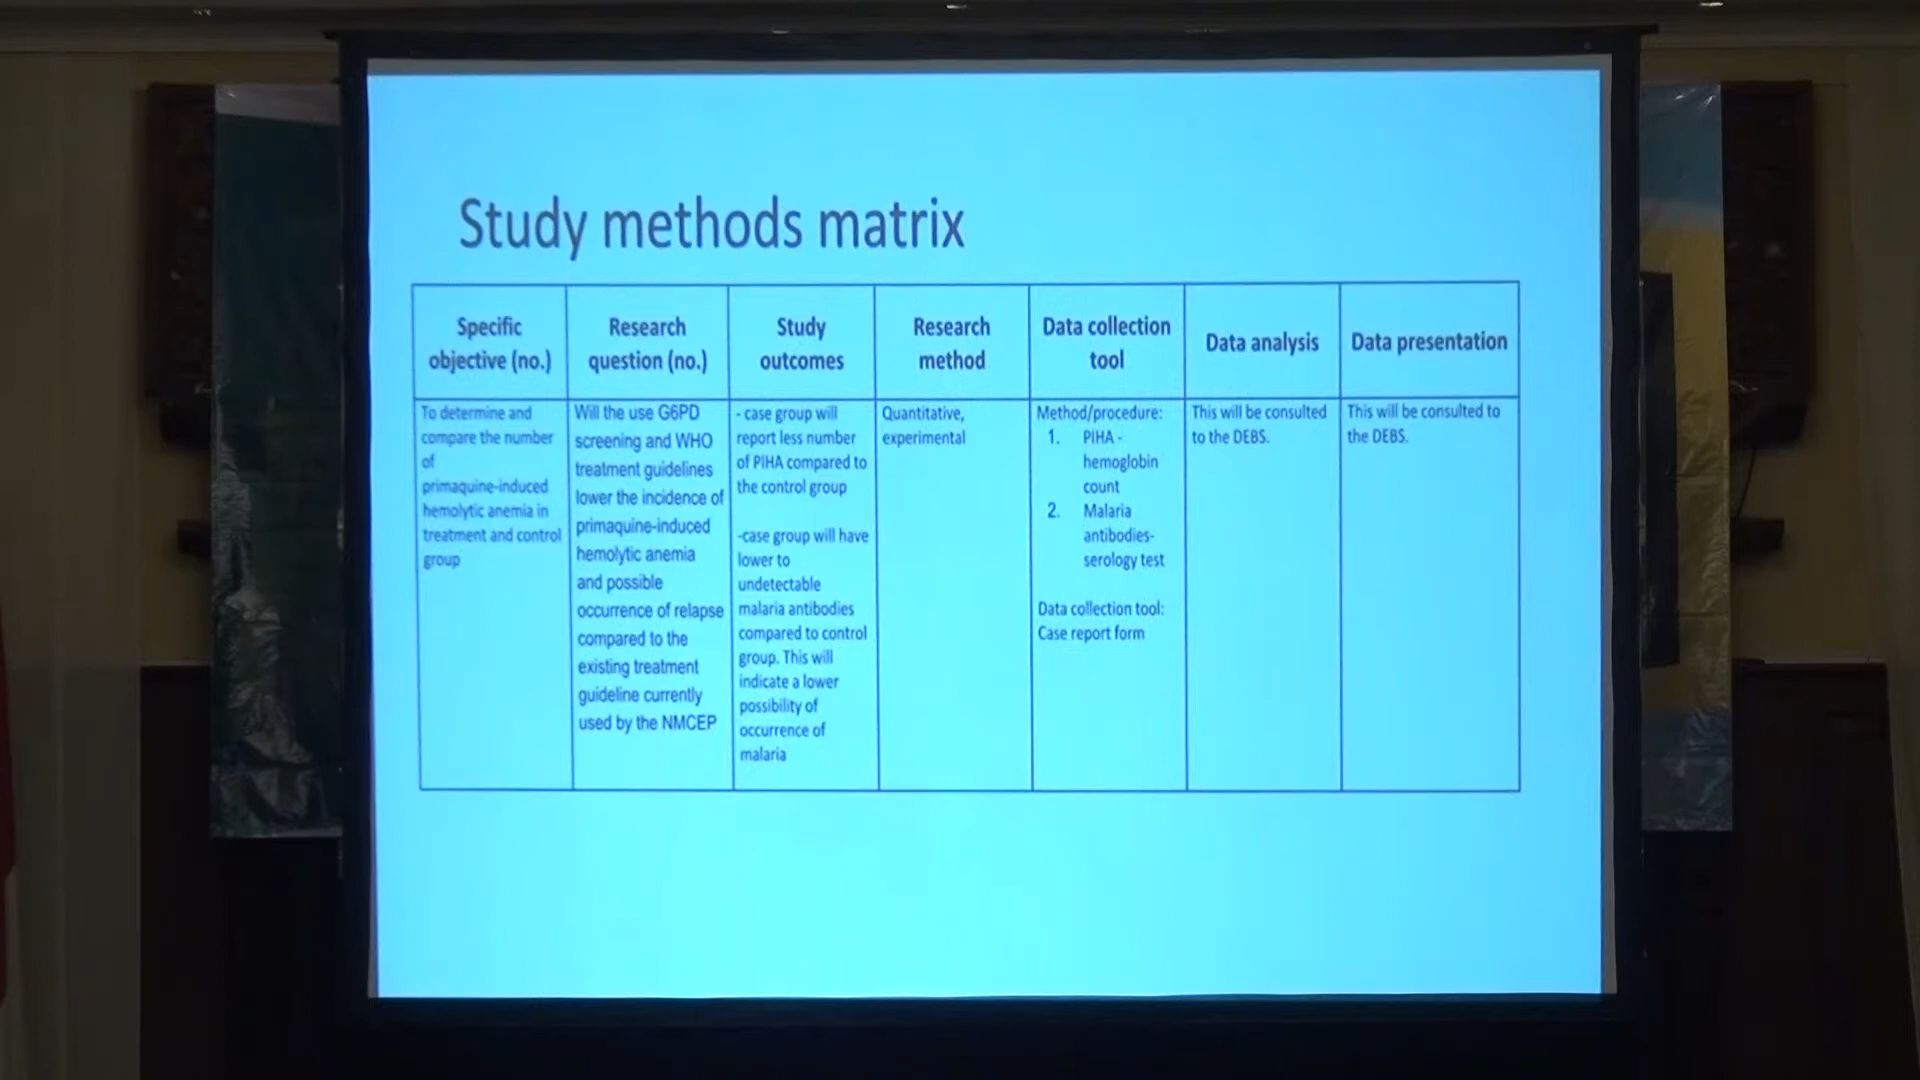 Study methods matrix
Specific
objective (no.)
Research
question (no.)
Study
outcomes
Research
method
Data collection
tool
Data analysis
Data presentation
To determine and
compare the number
of
primaquine-induced
hemolytic anemia in
treatment and control
group
Will the use G6PD
screening and WHO
treatment guidelines
lower the incidence of
primaquine-induced
hemolytic anemia
and possible
occurrence of relapse
compared to the
existing treatment
guideline currently
used by the NMCEP
- case group will
report less number
of PIHA compared to
the control group
-case group will have
lower to
undetectable
malaria antibodies
compared to control
group. This will
indicate a lower
possibility of
occurrence of
malaria
Quantitative,
experimental
Method/procedure:
1. PIHA -
hemoglobin
count
2. Malaria
antibodies-
serology test
Data collection tool:
Case report form
This will be consulted
to the DEBS.
This will be consulted to
the DEBS.